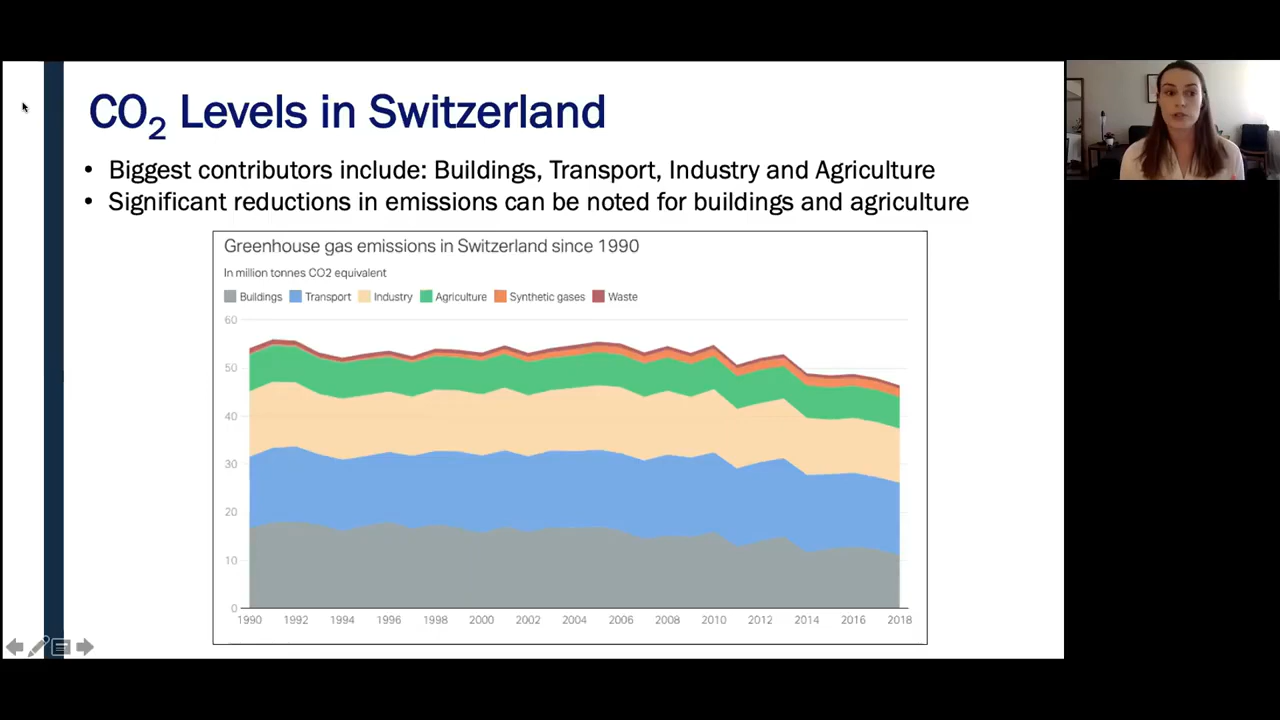 CO2 Levels in Switzerland
• Biggest contributors include: Buildings, Transport, Industry and Agriculture
• Significant reductions in emissions can be noted for buildings and agriculture
Greenhouse gas emissions in Switzerland since 1990
In million tonnes CO2 equivalent
Buildings Transport Industry Agriculture Synthetic gases Waste
60
50
40
30
20
10
0
1990 1992 1994 1996 1998 2000 2002 2004 2006 2008 2010 2012 2014 2016 2018